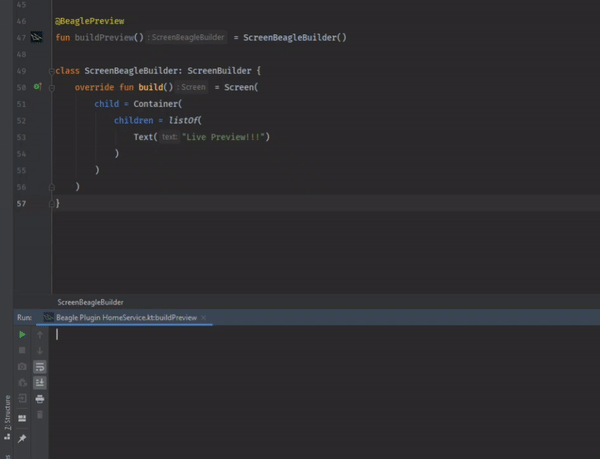 45
46 @BeaglePreview
47 fun buildPreview() : ScreenBeagleBuilder = ScreenBeagleBuilder()
48
49 class ScreenBeagleBuilder: ScreenBuilder {
50 override fun build() : Screen = Screen(
51 child = Container(
52 children = listOf(
53 Text( text: "Live Preview!!!")
54 )
55 )
56 )
57 }
ScreenBeagleBuilder
Run: Beagle Plugin HomeService.kt:buildPreview ×
Z: Structure